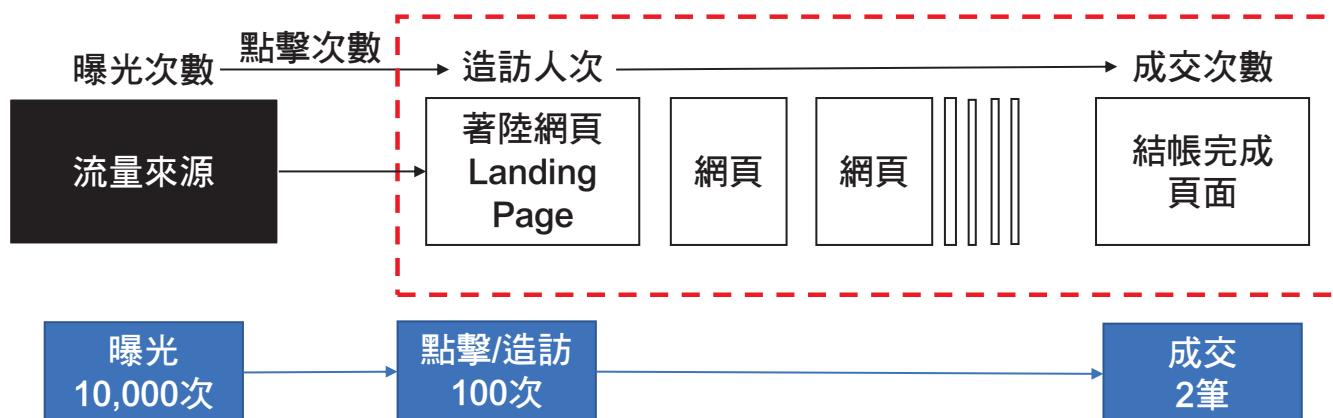 曝光次數
點擊次數
造訪人次
成交次數
流量來源
著陸網頁
Landing
Page
網頁
網頁
結帳完成
頁面
曝光
10,000次
點擊/造訪
100次
成交
2筆